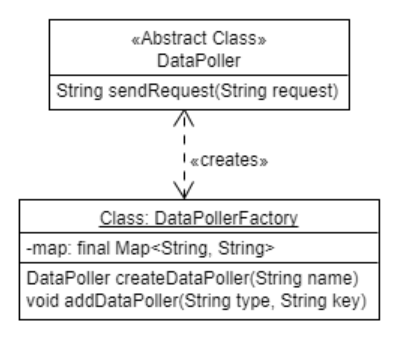 «Abstract Class»
DataPoller
String sendRequest(String request)
«creates»
Class: DataPollerFactory
-map: final Map<String, String>
DataPoller createDataPoller(String name)
void addDataPoller(String type, String key)